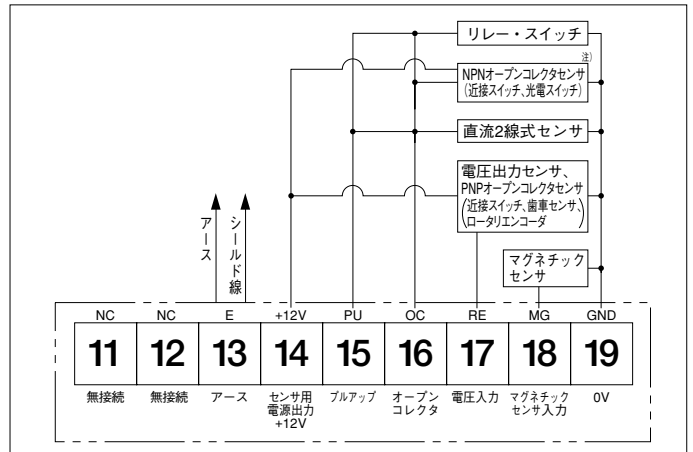 リレー・スイッチ
注)
NPNオープンコレクタセンサ
(近接スイッチ、光電スイッチ)
直流2線式センサ
電圧出力センサ、
PNPオープンコレクタセンサ
(近接スイッチ、歯車センサ、
ロータリエンコーダ)
マグネチック
センサ
アース
シールド線
NC NC E +12V PU OC RE MG GND
11 12 13 14 15 16 17 18 19
無接続 無接続 アース センサ用 プルアップ オープン 電圧入力 マグネチック 0V
電源出力 コレクタ センサ入力
+12V